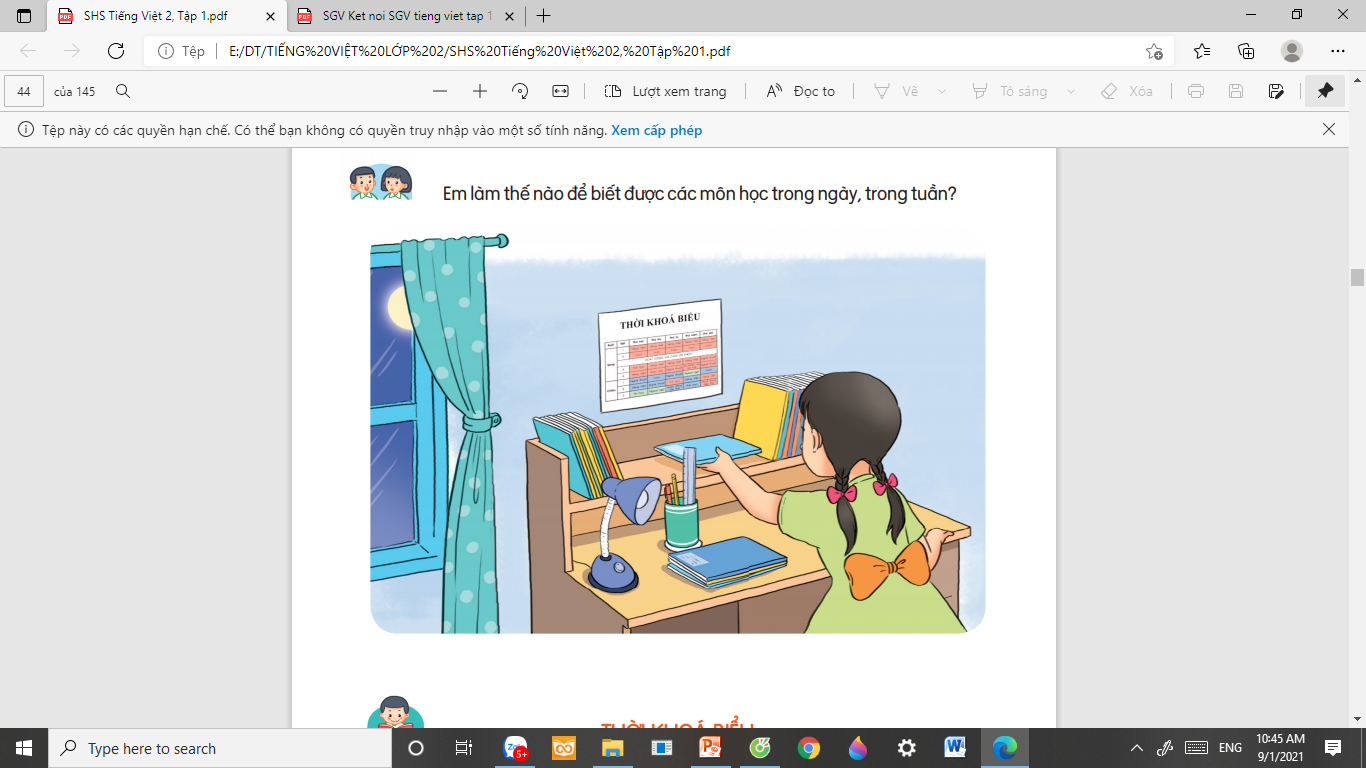 SHS Tiếng Việt 2, Tập 1.pdf
SGV Ket noi SGV tieng viet tap 1
Tệp
E:/DT/TIẾNG%20VIỆT%20LỚP%202/SHS%20Tiếng%20Việt%202,%20Tập%201.pdf
44 của 145
Lượt xem trang
Đọc to
Vẽ
Tô sáng
Xóa
Tệp này có các quyền hạn chế. Có thể bạn không có quyền truy nhập vào một số tính năng. Xem cấp phép
Em làm thế nào để biết được các môn học trong ngày, trong tuần?
THỜI KHOÁ BIỂU
THỜI KHOÁ BIỂU
Type here to search
5+
ENG
10:45 AM
9/1/2021